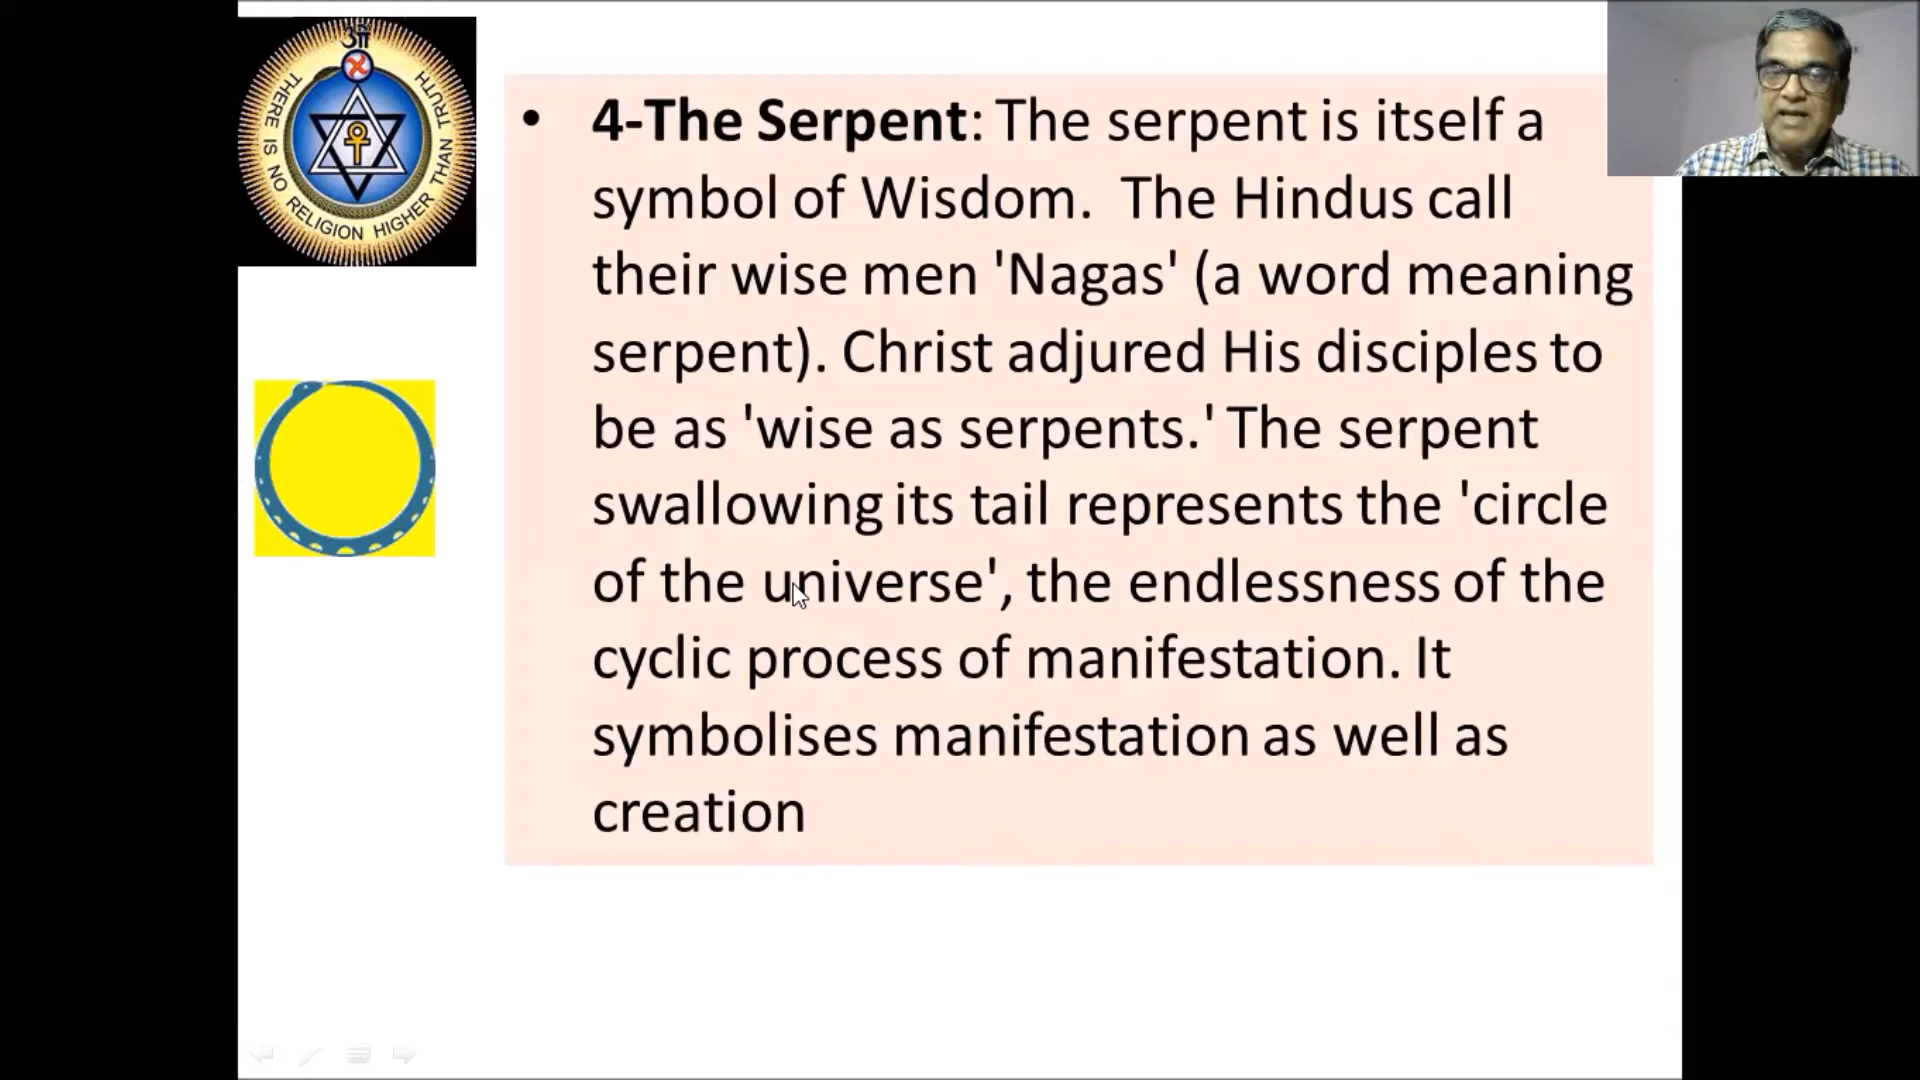 ॐ
THERE IS NO RELIGION HIGHER THAN TRUTH
• 4-The Serpent: The serpent is itself a
symbol of Wisdom. The Hindus call
their wise men 'Nagas' (a word meaning
serpent). Christ adjured His disciples to
be as 'wise as serpents.' The serpent
swallowing its tail represents the 'circle
of the universe', the endlessness of the
cyclic process of manifestation. It
symbolises manifestation as well as
creation